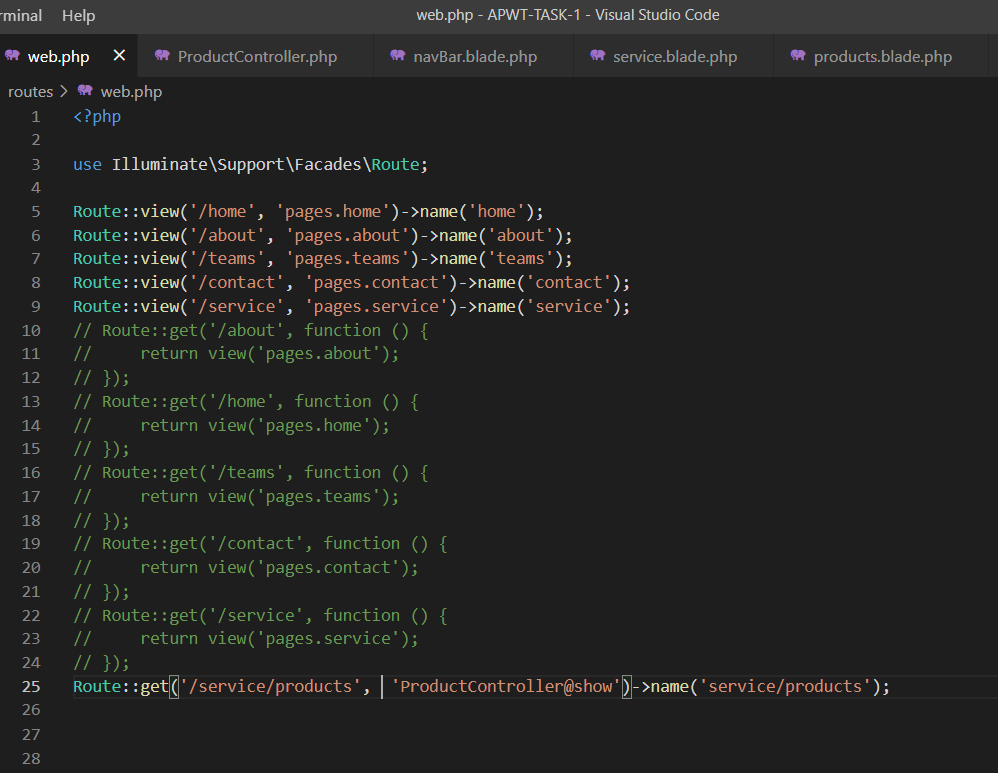 rminal Help web.php - APWT-TASK-1 - Visual Studio Code
web.php × ProductController.php navBar.blade.php service.blade.php products.blade.php
routes > web.php
1 <?php
2
3 use Illuminate\Support\Facades\Route;
4
5 Route::view('/home', 'pages.home')->name('home');
6 Route::view('/about', 'pages.about')->name('about');
7 Route::view('/teams', 'pages.teams')->name('teams');
8 Route::view('/contact', 'pages.contact')->name('contact');
9 Route::view('/service', 'pages.service')->name('service');
10 // Route::get('/about', function () {
11 //     return view('pages.about');
12 // });
13 // Route::get('/home', function () {
14 //     return view('pages.home');
15 // });
16 // Route::get('/teams', function () {
17 //     return view('pages.teams');
18 // });
19 // Route::get('/contact', function () {
20 //     return view('pages.contact');
21 // });
22 // Route::get('/service', function () {
23 //     return view('pages.service');
24 // });
25 Route::get('/service/products',  'ProductController@show')->name('service/products');
26
27
28